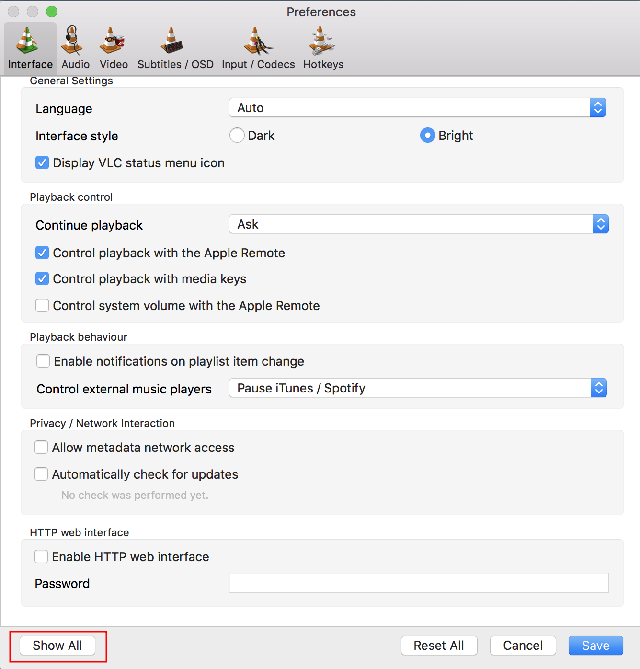 Preferences
Interface Audio Video Subtitles / OSD Input / Codecs Hotkeys
General Settings
Language Auto
Interface style Dark Bright
Display VLC status menu icon
Playback control
Continue playback Ask
Control playback with the Apple Remote
Control playback with media keys
Control system volume with the Apple Remote
Playback behaviour
Enable notifications on playlist item change
Control external music players Pause iTunes / Spotify
Privacy / Network Interaction
Allow metadata network access
Automatically check for updates
No check was performed yet.
HTTP web interface
Enable HTTP web interface
Password
Show All Reset All Cancel Save